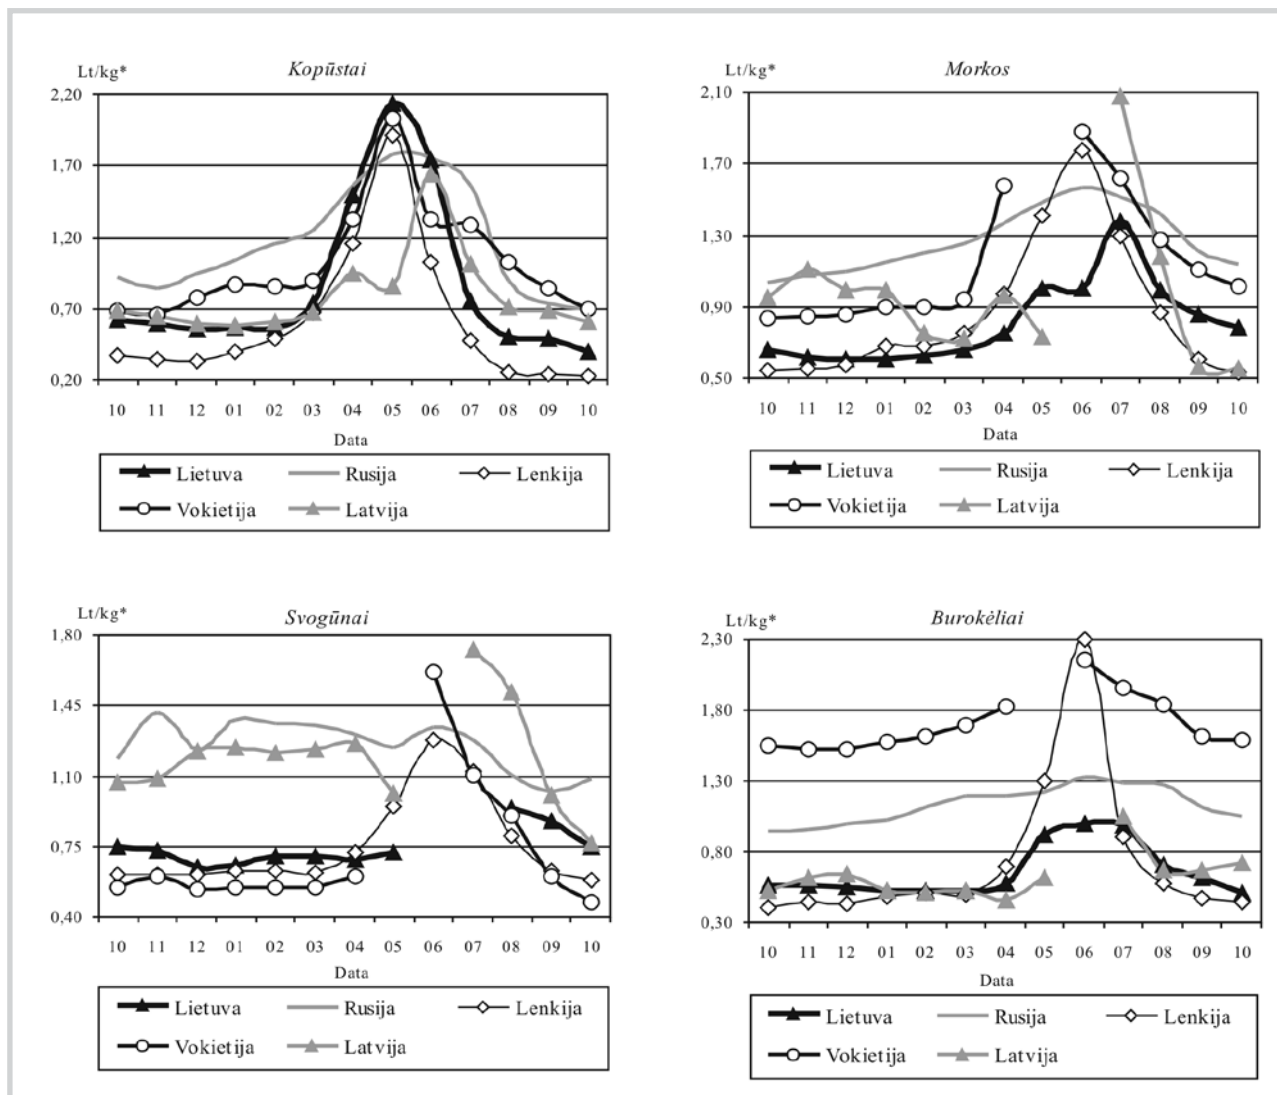 Kopūstai
Lt/kg*
2,20
1,70
1,20
0,70
0,20
10 11 12 01 02 03 04 05 06 07 08 09 10
Data
Lietuva Rusija Lenkija
Vokietija Latvija
Morkos
Lt/kg*
2,10
1,70
1,30
0,90
0,50
10 11 12 01 02 03 04 05 06 07 08 09 10
Data
Lietuva Rusija Lenkija
Vokietija Latvija
Svogūnai
Lt/kg*
1,80
1,45
1,10
0,75
0,40
10 11 12 01 02 03 04 05 06 07 08 09 10
Data
Lietuva Rusija Lenkija
Vokietija Latvija
Burokėliai
Lt/kg*
2,30
1,80
1,30
0,80
0,30
10 11 12 01 02 03 04 05 06 07 08 09 10
Data
Lietuva Rusija Lenkija
Vokietija Latvija